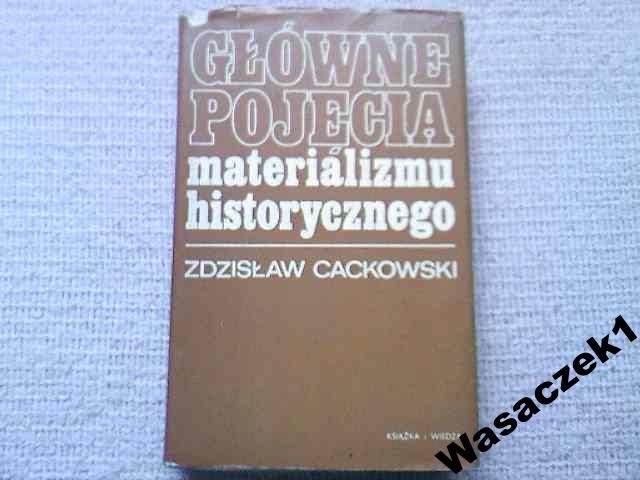 GŁÓWNE
POJĘCIA
materializmu
historycznego
ZDZISŁAW CACKOWSKI
KSIĄŻKA i WIEDZA
Wasaczek1